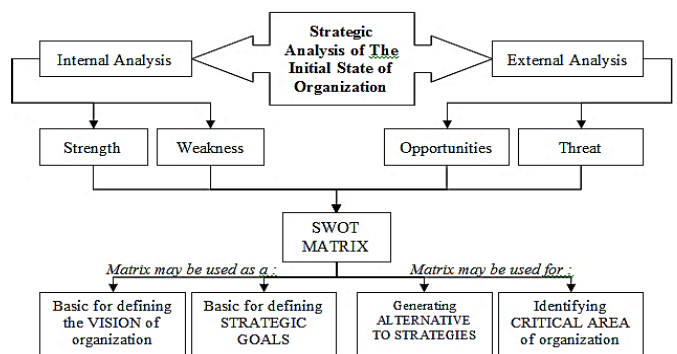 Strategic
Analysis of The
Initial State of
Organization
Internal Analysis
External Analysis
Strength
Weakness
Opportunities
Threat
SWOT
MATRIX
Matrix may be used as a :
Matrix may be used for :
Basic for defining
the VISION of
organization
Basic for defining
STRATEGIC
GOALS
Generating
ALTERNATIVE
TO STRATEGIES
Identifying
CRITICAL AREA
of organization